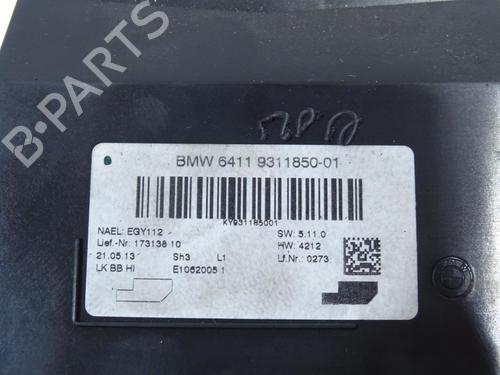 BMW 6411 9311850-01
KY931185001
NAEL: EGY112
SW: 5.11.0
Lief.-Nr: 173138 10
HW: 4212
21.05.13 Sh3 L1
Lf.Nr.: 0273
LK BB HI E1062005 1
B-PARTS